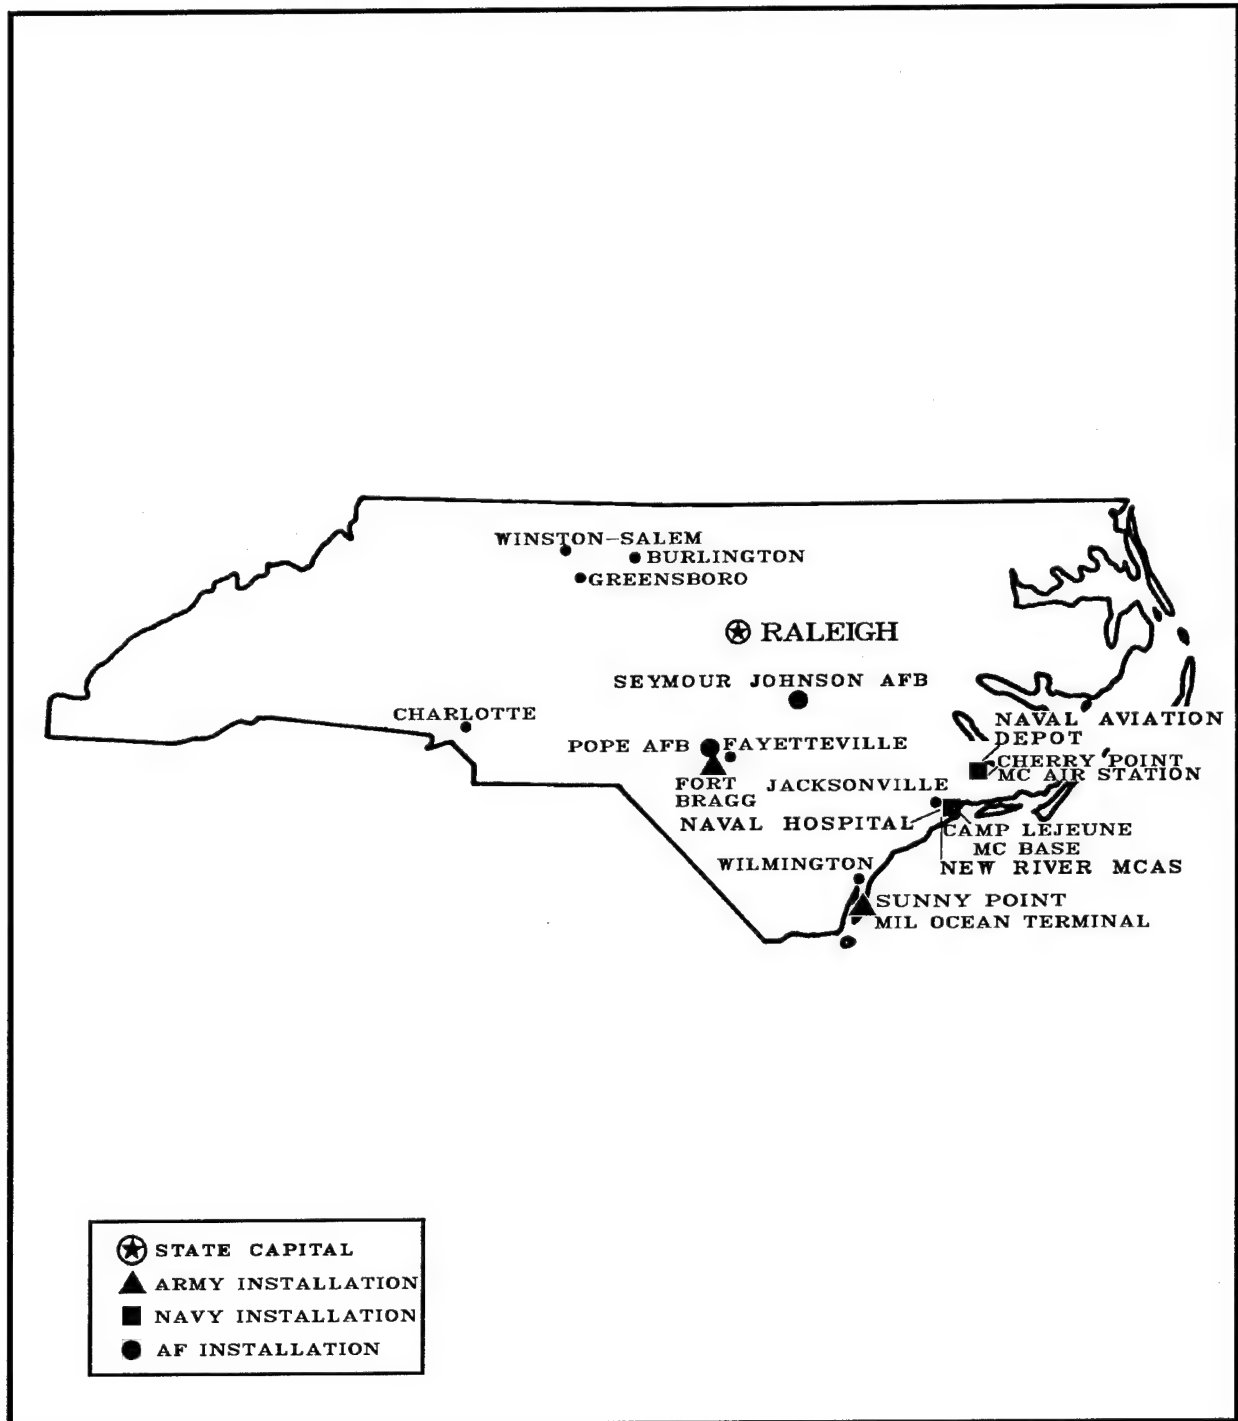 WINSTON-SALEM
BURLINGTON
GREENSBORO
RALEIGH
SEYMOUR JOHNSON AFB
CHARLOTTE
NAVAL AVIATION
DEPOT
POPE AFB
FAYETTEVILLE
CHERRY POINT
MC AIR STATION
FORT
BRAGG
JACKSONVILLE
NAVAL HOSPITAL
CAMP LEJEUNE
MC BASE
NEW RIVER MCAS
WILMINGTON
SUNNY POINT
MIL OCEAN TERMINAL
STATE CAPITAL
ARMY INSTALLATION
NAVY INSTALLATION
AF INSTALLATION